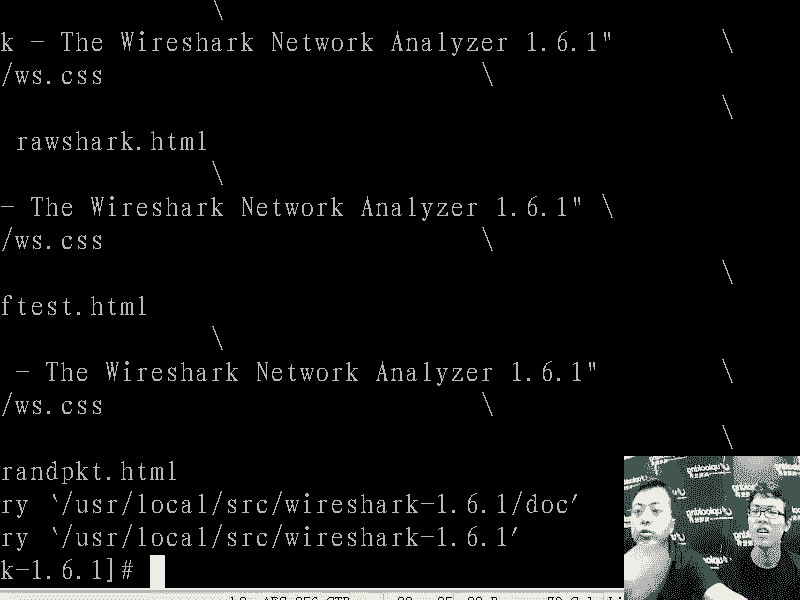 \
k - The Wireshark Network Analyzer 1.6.1" \
/ws.css \
\
rawshark.html
\
- The Wireshark Network Analyzer 1.6.1" \
/ws.css \
\
ftest.html
\
- The Wireshark Network Analyzer 1.6.1" \
/ws.css \
\
randpkt.html
ry `/usr/local/src/wireshark-1.6.1/doc'
ry `/usr/local/src/wireshark-1.6.1'
k-1.6.1]#